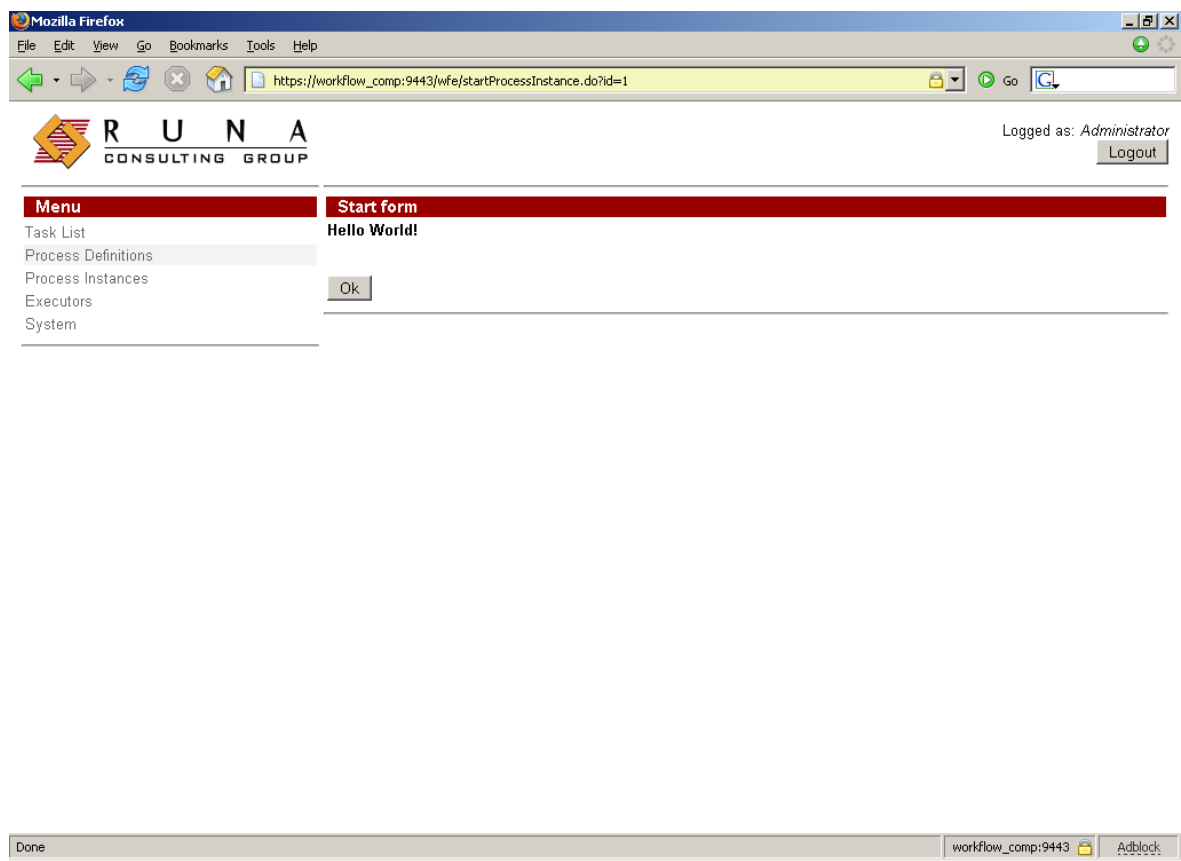 Mozilla Firefox
File Edit View Go Bookmarks Tools Help
https://workflow_comp:9443/wfe/startProcessInstance.do?id=1 Go G
RUNA
CONSULTING GROUP
Logged as: Administrator
Logout
Menu
Task List
Process Definitions
Process Instances
Executors
System
Start form
Hello World!
Ok
Done workflow_comp:9443 Adblock